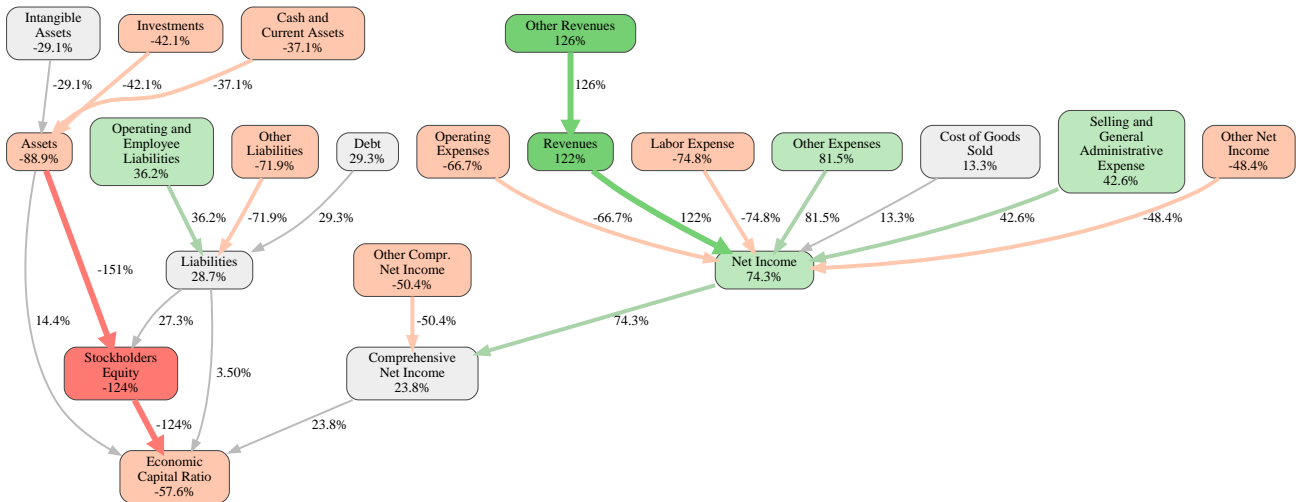 Intangible
Assets
-29.1%
Investments
-42.1%
Cash and
Current Assets
-37.1%
Other Revenues
126%
-29.1%
-42.1%
-37.1%
126%
Assets
-88.9%
Operating and
Employee
Liabilities
36.2%
Other
Liabilities
-71.9%
Debt
29.3%
Operating
Expenses
-66.7%
Revenues
122%
Labor Expense
-74.8%
Other Expenses
81.5%
Cost of Goods
Sold
13.3%
Selling and
General
Administrative
Expense
42.6%
Other Net
Income
-48.4%
36.2%
-71.9%
29.3%
-66.7%
122%
-74.8%
81.5%
13.3%
42.6%
-48.4%
-151%
Liabilities
28.7%
Other Compr.
Net Income
-50.4%
Net Income
74.3%
14.4%
27.3%
-50.4%
74.3%
Stockholders
Equity
-124%
3.50%
Comprehensive
Net Income
23.8%
-124%
23.8%
Economic
Capital Ratio
-57.6%